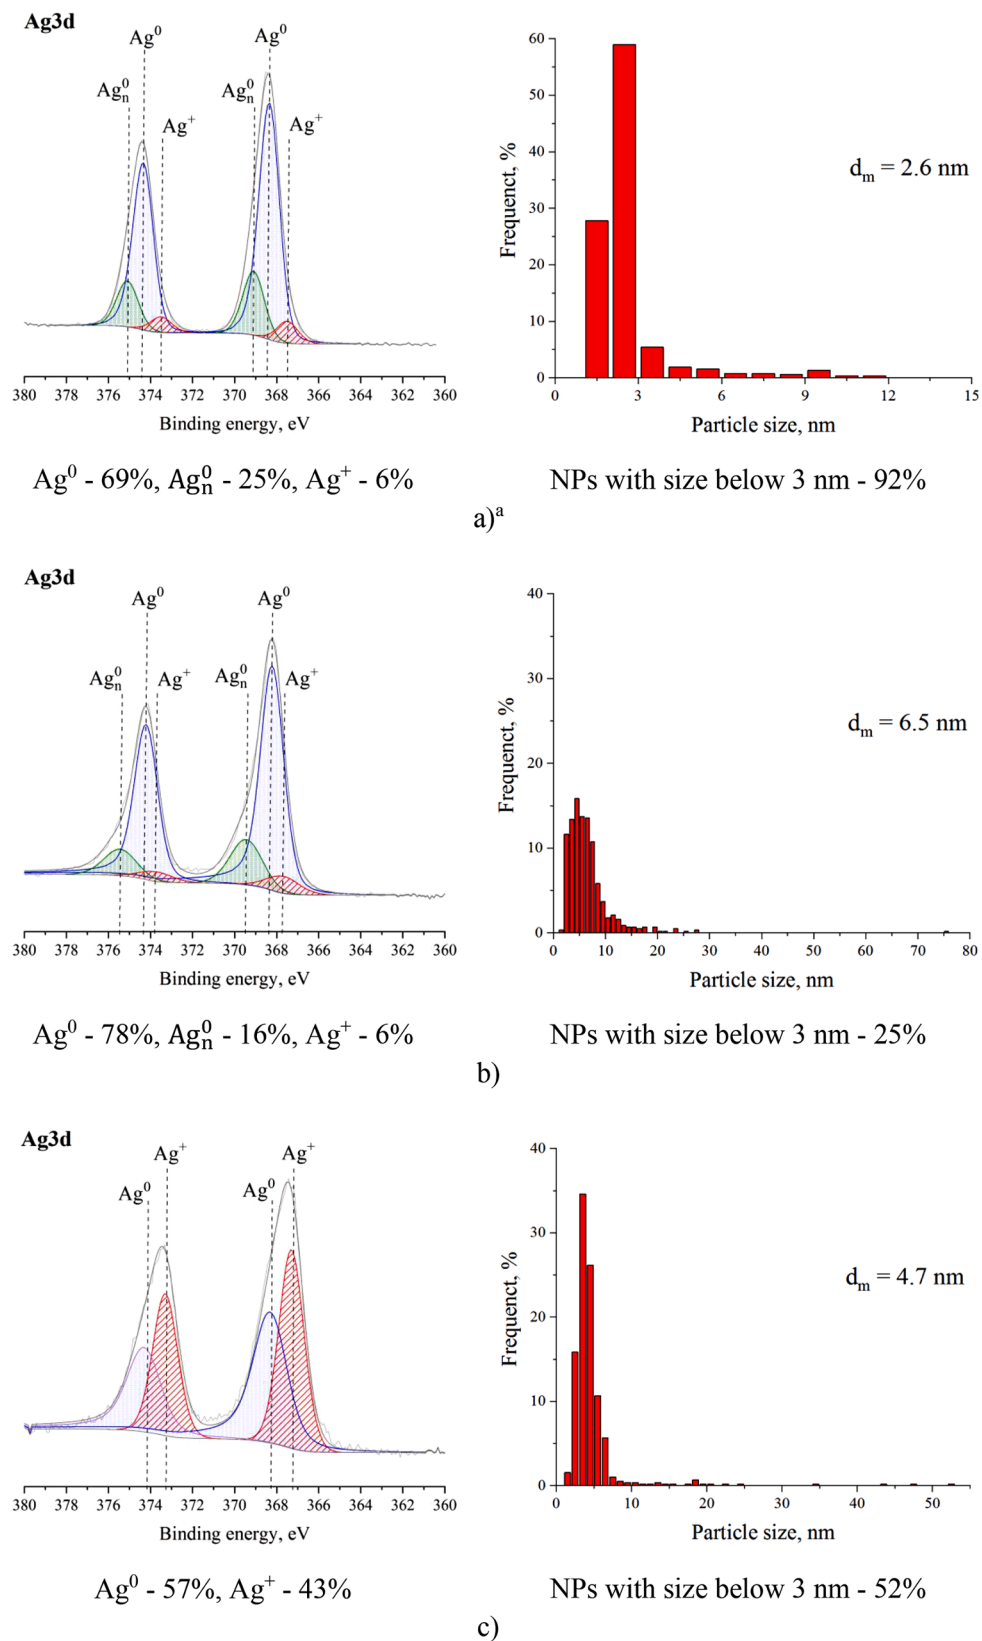 Ag3d
Ag⁰ Ag⁰
Agₙ⁰ Agₙ⁰
Ag⁺ Ag⁺
380 378 376 374 372 370 368 366 364 362 360
Binding energy, eV
60
50
40
30
20
10
0
Frequenct, %
dₘ = 2.6 nm
0 3 6 9 12 15
Particle size, nm
Ag⁰ - 69%, Agₙ⁰ - 25%, Ag⁺ - 6%
NPs with size below 3 nm - 92%
a)ᵃ
Ag3d
Ag⁰ Ag⁰
Agₙ⁰ Ag⁺ Agₙ⁰ Ag⁺
380 378 376 374 372 370 368 366 364 362 360
Binding energy, eV
40
30
20
10
0
Frequenct, %
dₘ = 6.5 nm
0 10 20 30 40 50 60 70 80
Particle size, nm
Ag⁰ - 78%, Agₙ⁰ - 16%, Ag⁺ - 6%
NPs with size below 3 nm - 25%
b)
Ag3d
Ag⁺ Ag⁺
Ag⁰ Ag⁰
380 378 376 374 372 370 368 366 364 362 360
Binding energy, eV
40
30
20
10
0
Frequenct, %
dₘ = 4.7 nm
0 10 20 30 40 50
Particle size, nm
Ag⁰ - 57%, Ag⁺ - 43%
NPs with size below 3 nm - 52%
c)